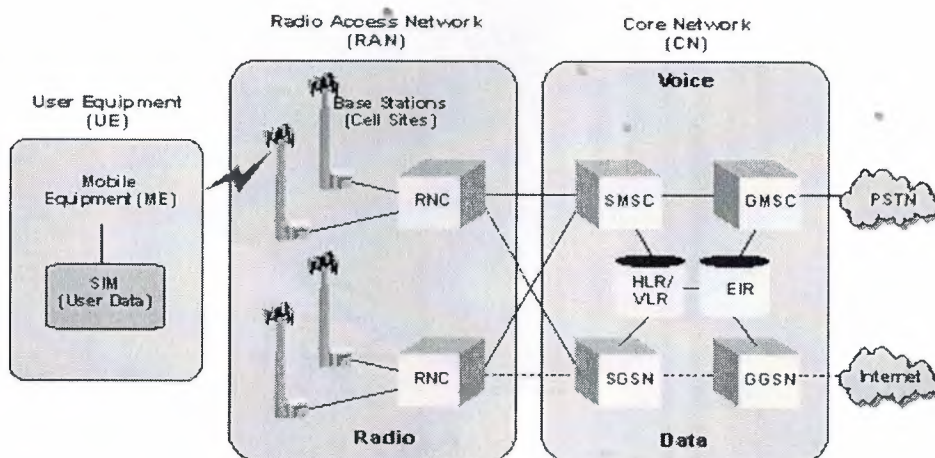 Radio Access Network
(RAN)
Core Network
(CN)
User Equipment
(UE)
Mobile
Equipment (ME)
SIM
(User Data)
Base Stations
(Cell Sites)
RNC
RNC
Radio
Voice
SMSC
GMSC
HLR/
VLR
EIR
SGSN
GGSN
Data
PSTN
Internet